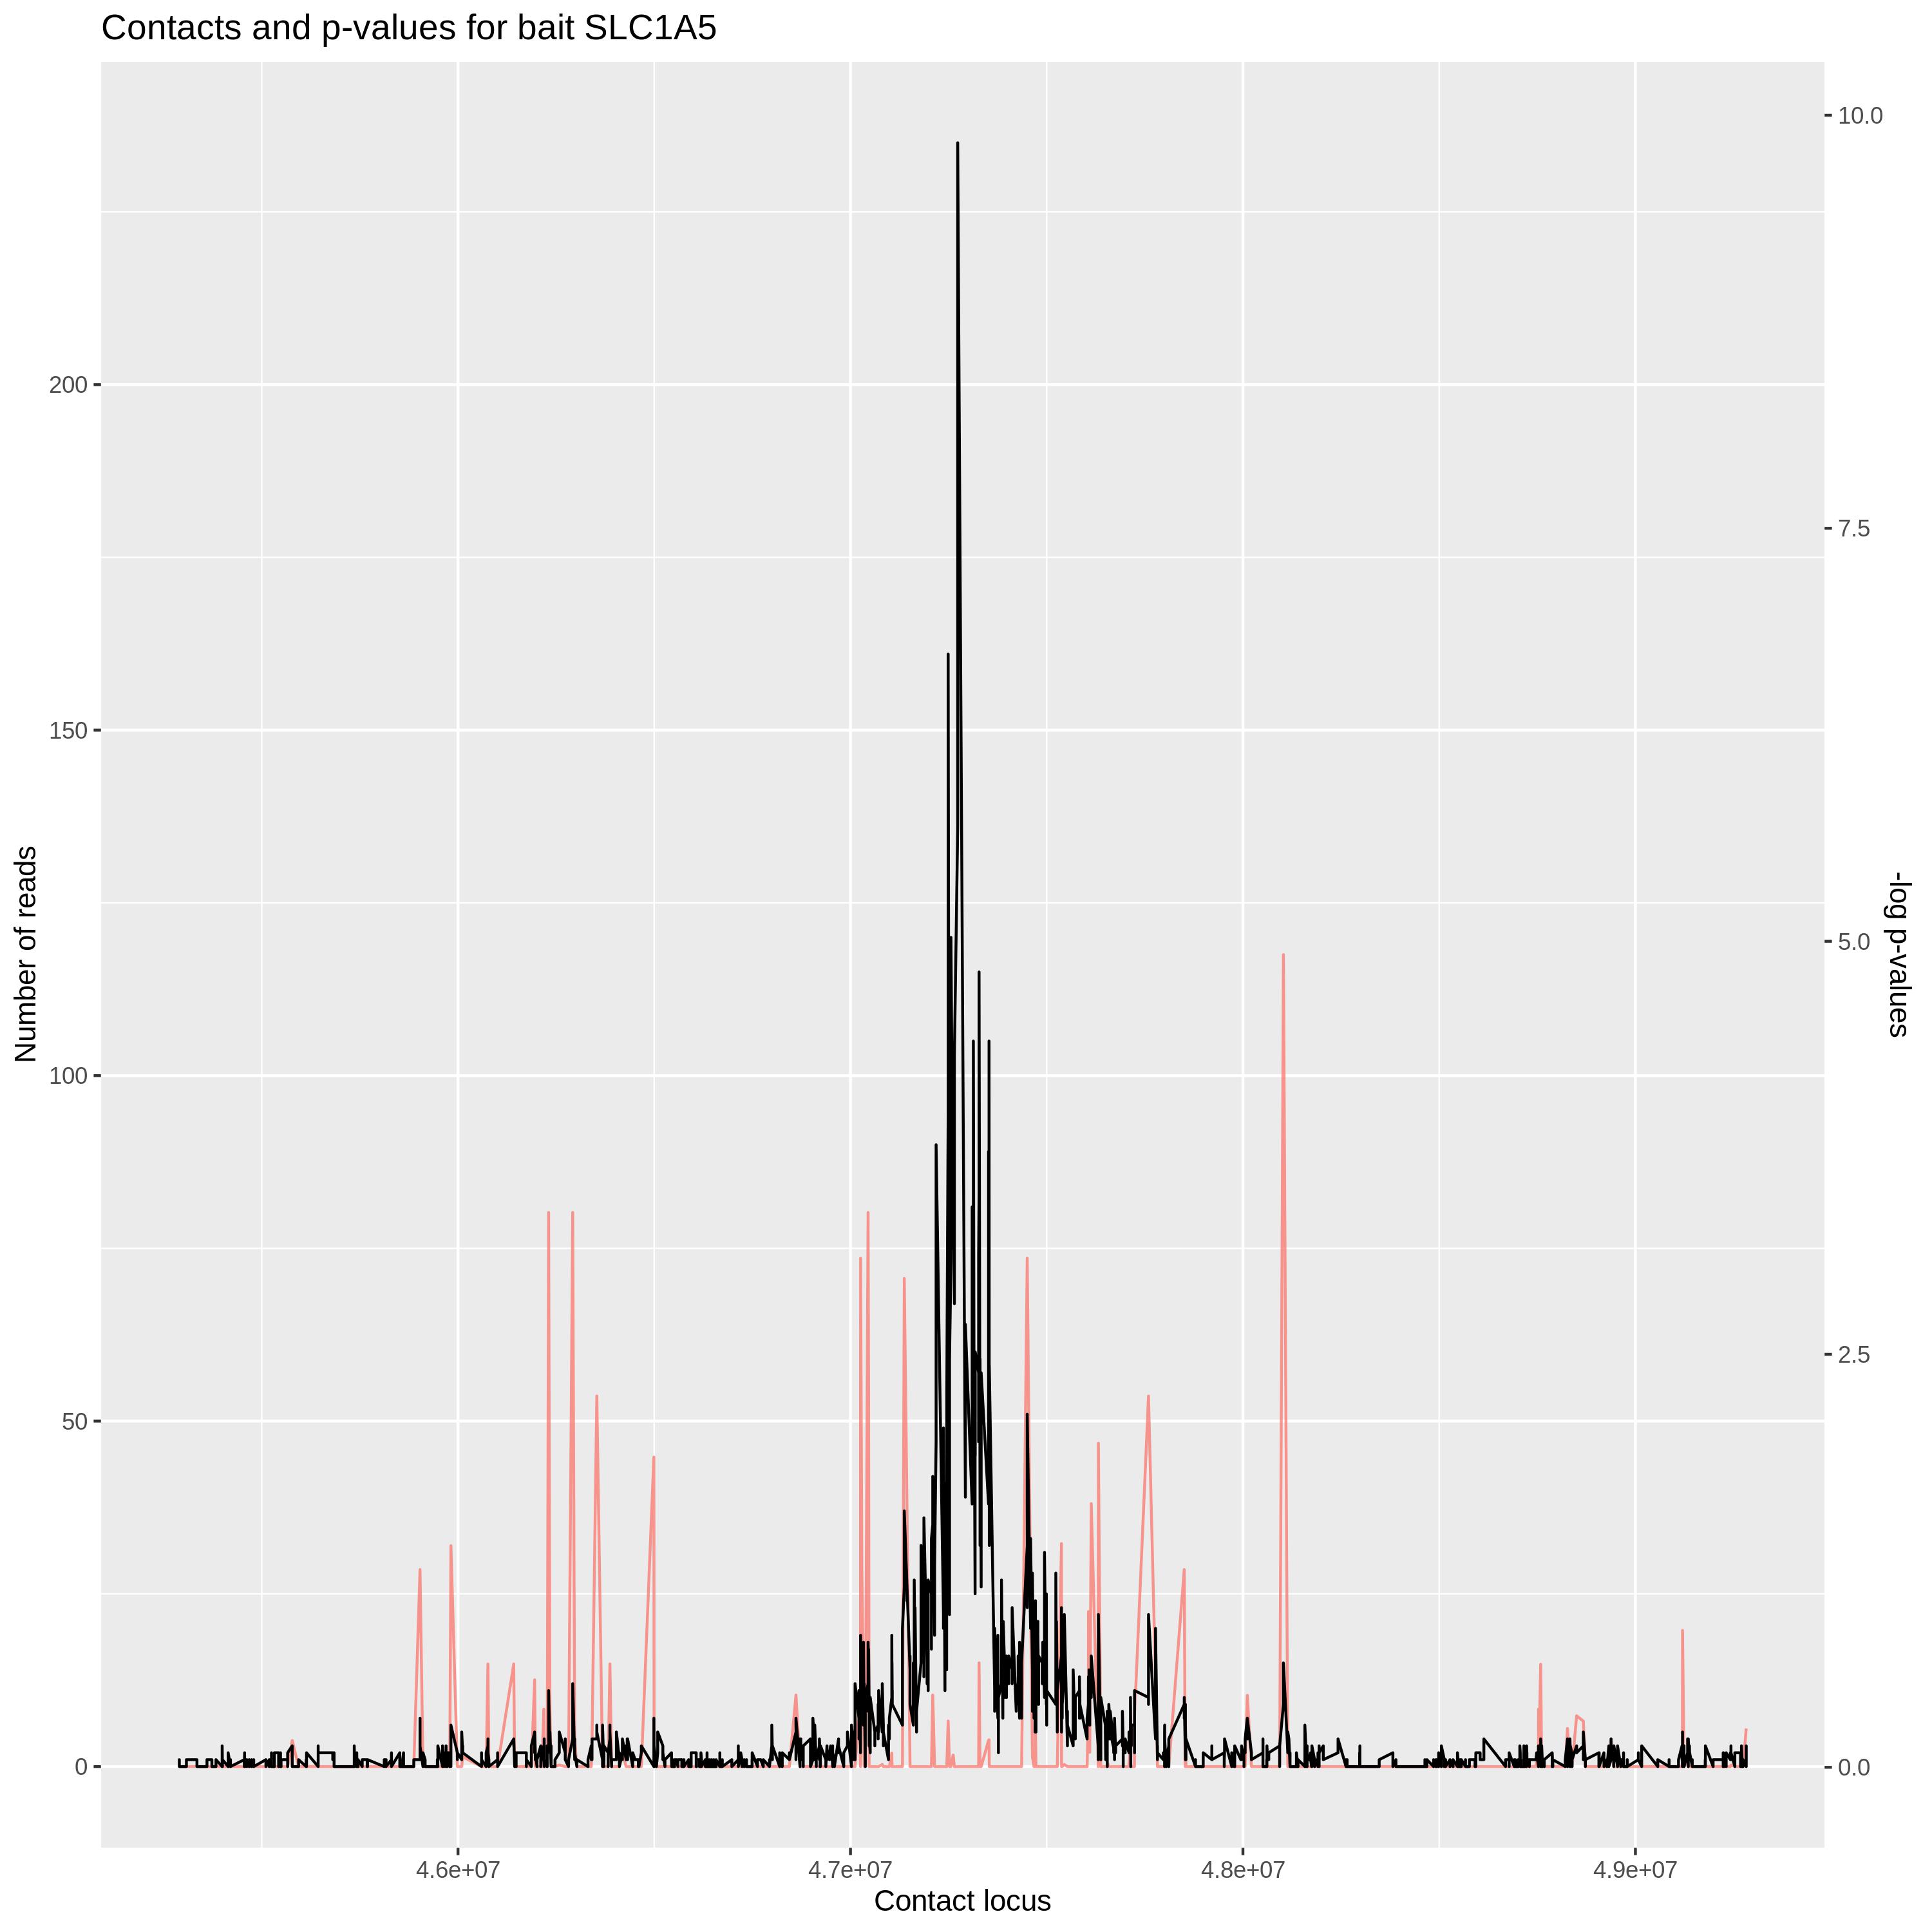 Contacts and p-values for bait SLC1A5
10.0
7.5
5.0
2.5
0.0
-log p-values
200
150
100
50
0
Number of reads
4.6e+07 4.7e+07 4.8e+07 4.9e+07
Contact locus